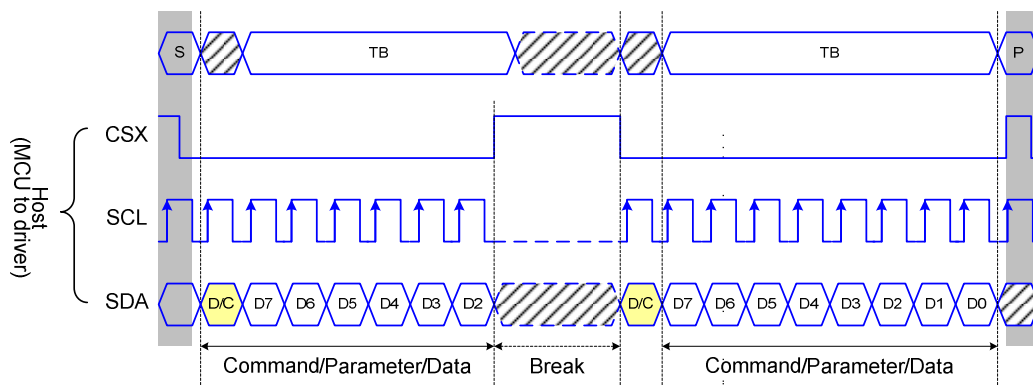 S TB TB P
CSX
Host
(MCU to driver)
SCL
SDA D/C D7 D6 D5 D4 D3 D2 D/C D7 D6 D5 D4 D3 D2 D1 D0
Command/Parameter/Data Break Command/Parameter/Data